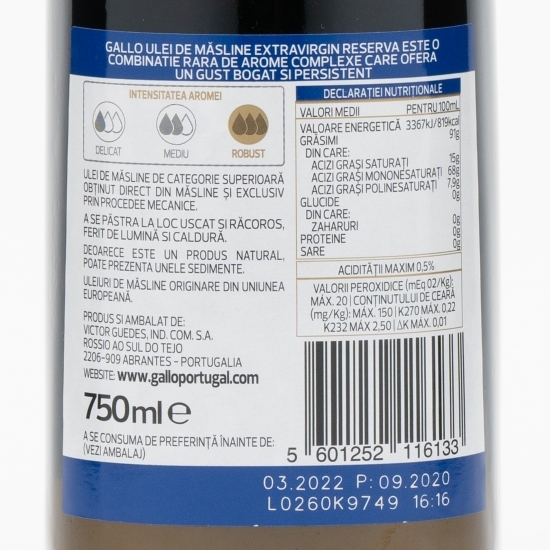 GALLO ULEI DE MĂSLINE EXTRAVIRGIN RESERVA ESTE O
COMBINATIE RARA DE AROME COMPLEXE CARE OFERA
UN GUST BOGAT SI PERSISTENT
INTENSITATEA AROMEI
DELICAT MEDIU ROBUST
ULEI DE MĂSLINE DE CATEGORIE SUPERIOARĂ
OBȚINUT DIRECT DIN MĂSLINE ȘI EXCLUSIV
PRIN PROCEDEE MECANICE.
A SE PĂSTRA LA LOC USCAT ȘI RĂCOROS,
FERIT DE LUMINĂ SI CALDURĂ.
DEOARECE ESTE UN PRODUS NATURAL,
POATE PREZENTA UNELE SEDIMENTE.
ULEIURI DE MĂSLINE ORIGINARE DIN UNIUNEA
EUROPEANĂ.
PRODUS SI AMBALAT DE:
VICTOR GUEDES, IND. COM. S.A.
ROSSIO AO SUL DO TEJO
2206-909 ABRANTES - PORTUGALIA
WEBSITE: www.galloportugal.com
750ml e
A SE CONSUMA DE PREFERINȚĂ ÎNAINTE DE:
(VEZI AMBALAJ)
DECLARATIEI NUTRIȚIONALE
VALORI MEDII PENTRU 100mL
VALOARE ENERGETICĂ 3367kJ/819kcal
GRĂSIMI 91g
DIN CARE:
ACIZI GRAȘI SATURAȚI 15g
ACIZI GRAȘI MONONESATURAȚI 68g
ACIZI GRAȘI POLINESATURAȚI 7,9g
GLUCIDE 0g
DIN CARE:
ZAHARURI 0g
PROTEINE 0g
SARE 0g
ACIDITĂȚII MAXIM 0,5%
VALORII PEROXIDICE (mEq O2/Kg):
MÁX. 20 | CONȚINUTULUI DE CEARĂ
(mg/Kg): MÁX. 150 | K270 MÁX. 0,22
K232 MÁX 2,50 | ΔK MÁX. 0,01
5 601252 116133
03.2022 P: 09.2020
L0260K9749 16:16